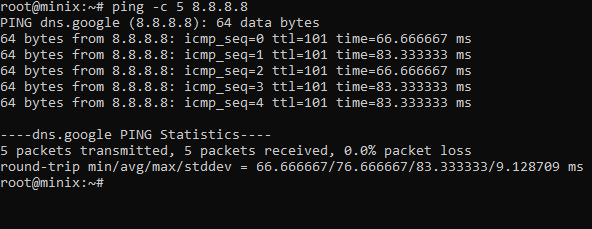 root@minix:~# ping -c 5 8.8.8.8
PING dns.google (8.8.8.8): 64 data bytes
64 bytes from 8.8.8.8: icmp_seq=0 ttl=101 time=66.666667 ms
64 bytes from 8.8.8.8: icmp_seq=1 ttl=101 time=83.333333 ms
64 bytes from 8.8.8.8: icmp_seq=2 ttl=101 time=66.666667 ms
64 bytes from 8.8.8.8: icmp_seq=3 ttl=101 time=83.333333 ms
64 bytes from 8.8.8.8: icmp_seq=4 ttl=101 time=83.333333 ms

----dns.google PING Statistics----
5 packets transmitted, 5 packets received, 0.0% packet loss
round-trip min/avg/max/stddev = 66.666667/76.666667/83.333333/9.128709 ms
root@minix:~#